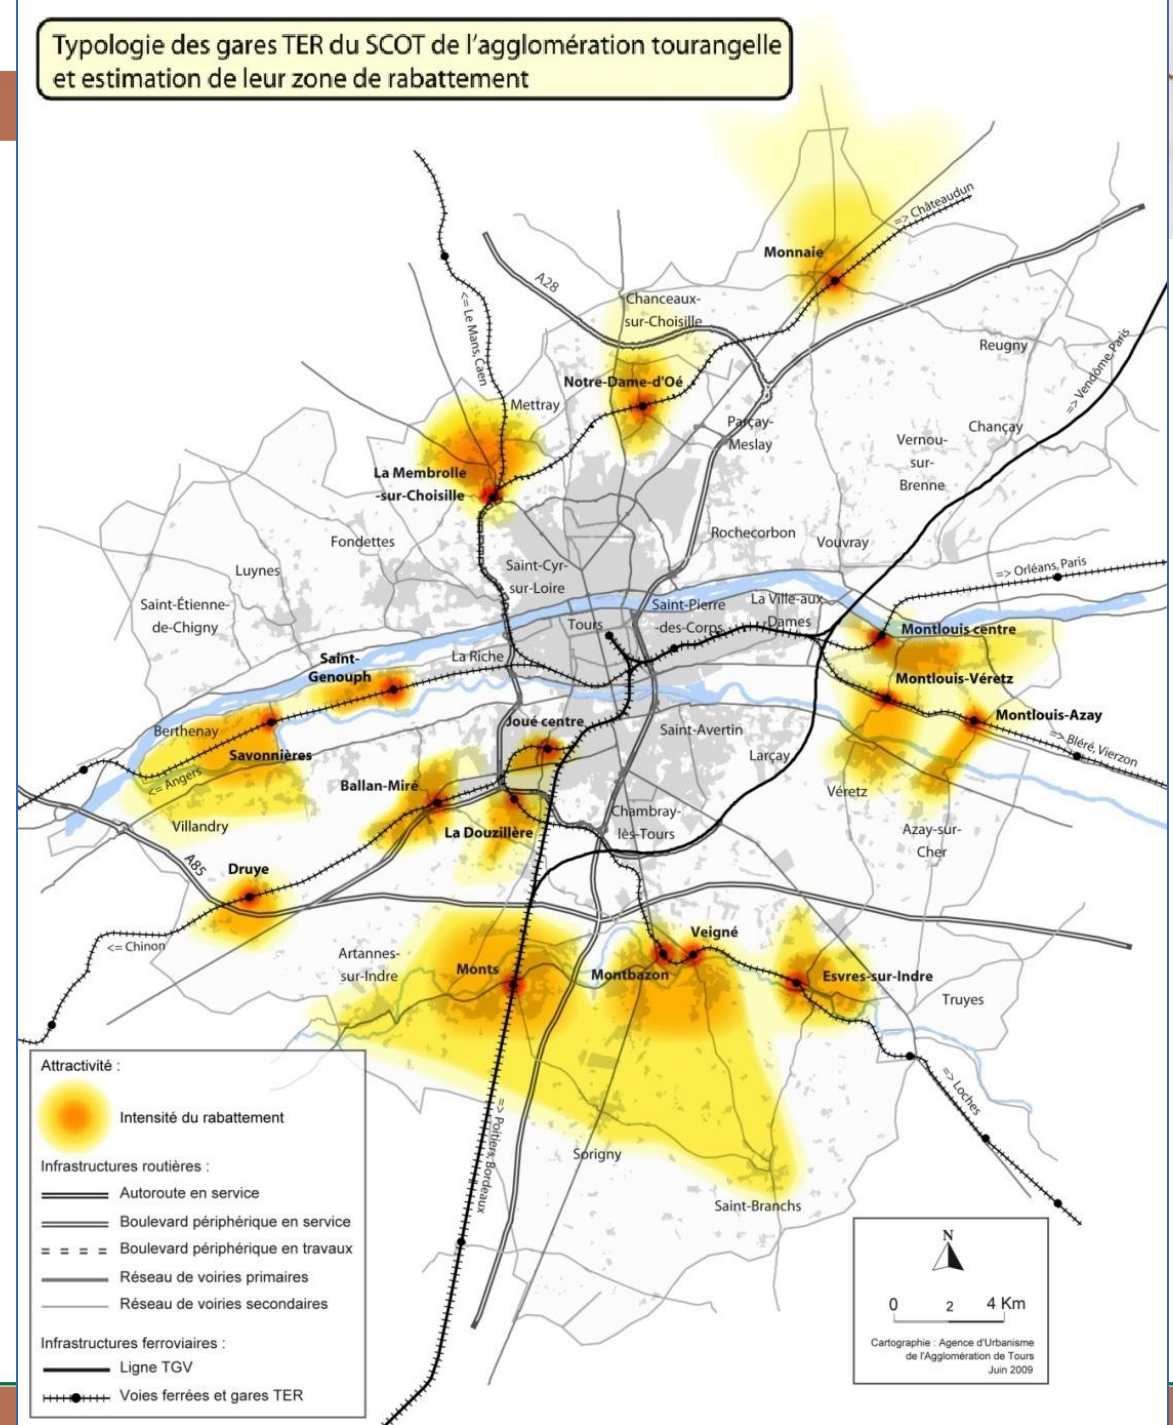 Typologie des gares TER du SCOT de l'agglomération tourangelle
et estimation de leur zone de rabattement
=> Châteaudun
Monnaie
A28
Chanceaux-
sur-Choisille
<= Le Mans, Caen
Reugny
=> Vendôme, Paris
Notre-Dame-d'Oé
Mettray
Parçay-
Meslay
Chançay
Vernou-
sur-
Brenne
La Membrolle
-sur-Choisille
Fondettes
Rochecorbon
Vouvray
Luynes
Saint-Cyr-
sur-Loire
=> Orléans, Paris
Saint-Étienne-
de-Chigny
Saint-Pierre
-des-Corps
La Ville-aux-
Dames
Tours
Montlouis centre
La Riche
Saint-
Genouph
Montlouis-Véretz
Berthenay
Joué centre
Saint-Avertin
Montlouis-Azay
=> Bléré, Vierzon
Savonnières
Larçay
<= Angers
Ballan-Miré
Véretz
Villandry
La Douzillère
Chambray-
lès-Tours
Azay-sur-
Cher
A85
Druye
<= Chinon
Veigné
Artannes-
sur-Indre
Monts
Montbazon
Esvres-sur-Indre
Truyes
=> Loches
=> Poitiers, Bordeaux
Sorigny
Saint-Branchs
Attractivité :
Intensité du rabattement
Infrastructures routières :
Autoroute en service
Boulevard périphérique en service
Boulevard périphérique en travaux
Réseau de voiries primaires
Réseau de voiries secondaires
Infrastructures ferroviaires :
Ligne TGV
Voies ferrées et gares TER
N
0 2 4 Km
Cartographie : Agence d'Urbanisme
de l'Agglomération de Tours
Juin 2009